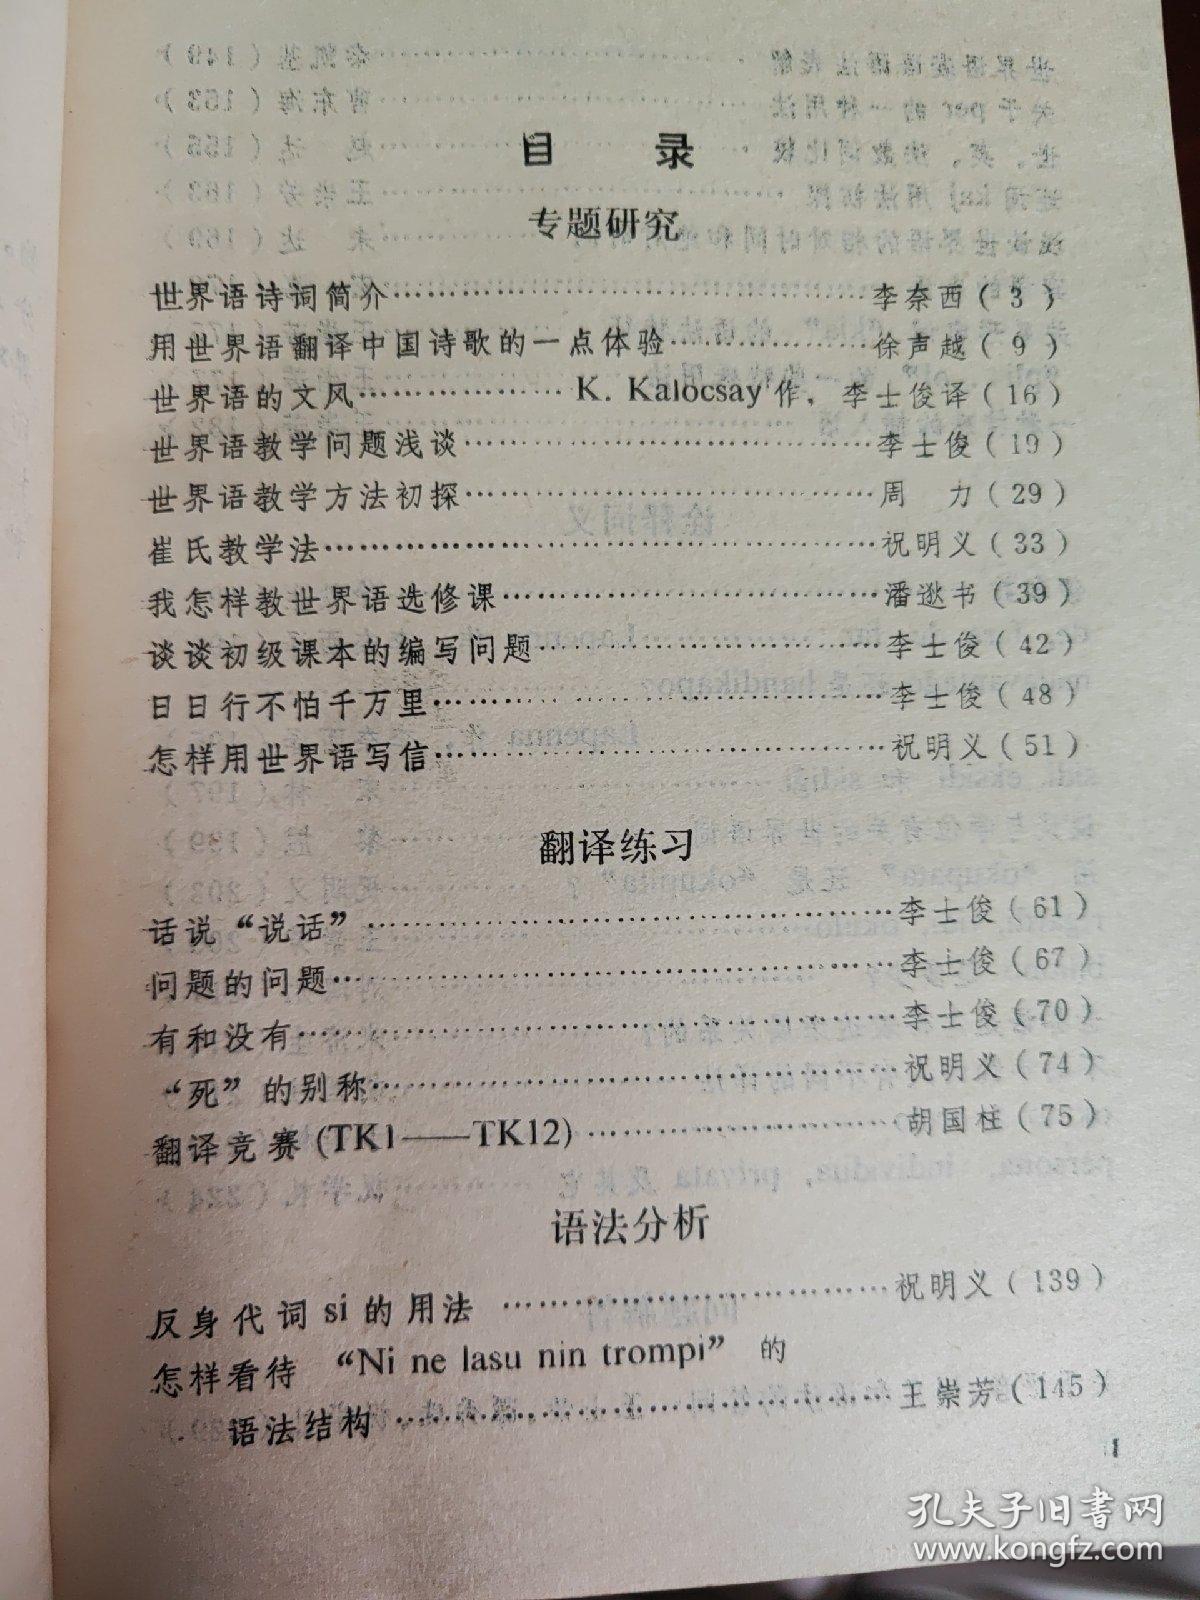 目 录
专题研究
世界语诗词简介……………………………李奈西(3)
用世界语翻译中国诗歌的一点体验……………徐声越(9)
世界语的文风………………K. Kalocsay作，李士俊译(16)
世界语教学问题浅谈………………………李士俊(19)
世界语教学方法初探………………………周 力(29)
崔氏教学法…………………………………祝明义(33)
我怎样教世界语选修课……………………潘逖书(39)
谈谈初级课本的编写问题…………………李士俊(42)
日日行不怕千万里…………………………李士俊(48)
怎样用世界语写信…………………………祝明义(51)
翻译练习
话说“说话”………………………………李士俊(61)
问题的问题…………………………………李士俊(67)
有和没有……………………………………李士俊(70)
“死”的别称………………………………祝明义(74)
翻译竞赛(TK1——TK12)…………………胡国柱(75)
语法分析
反身代词si的用法………………………祝明义(139)
怎样看待“Ni ne lasu nin trompi”的
语法结构……………………………王崇芳(145)
1
孔夫子旧书网
www.kongfz.com